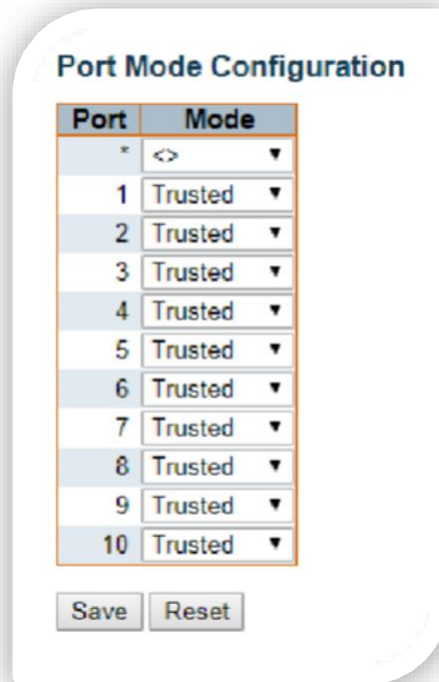 Port Mode Configuration
Port Mode
* <>
1 Trusted
2 Trusted
3 Trusted
4 Trusted
5 Trusted
6 Trusted
7 Trusted
8 Trusted
9 Trusted
10 Trusted
Save Reset